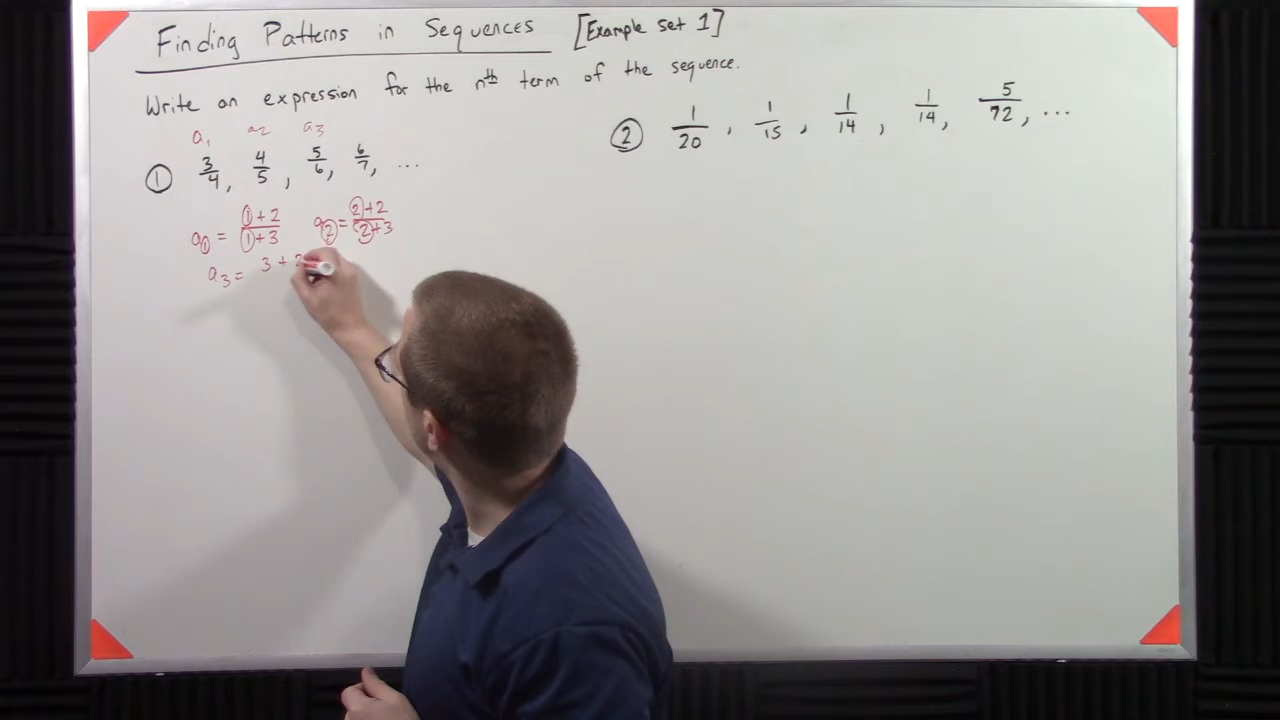 Finding Patterns in Sequences [Example set 1]
Write an expression for the nth term of the sequence.
a1 a2 a3
① 3/4, 4/5, 5/6, 6/7, ...
② 1/20, 1/15, 1/14, 1/14, 5/72, ...
a1 = 1+2/1+3 a2 = 2+2/2+3
a3 = 3+2